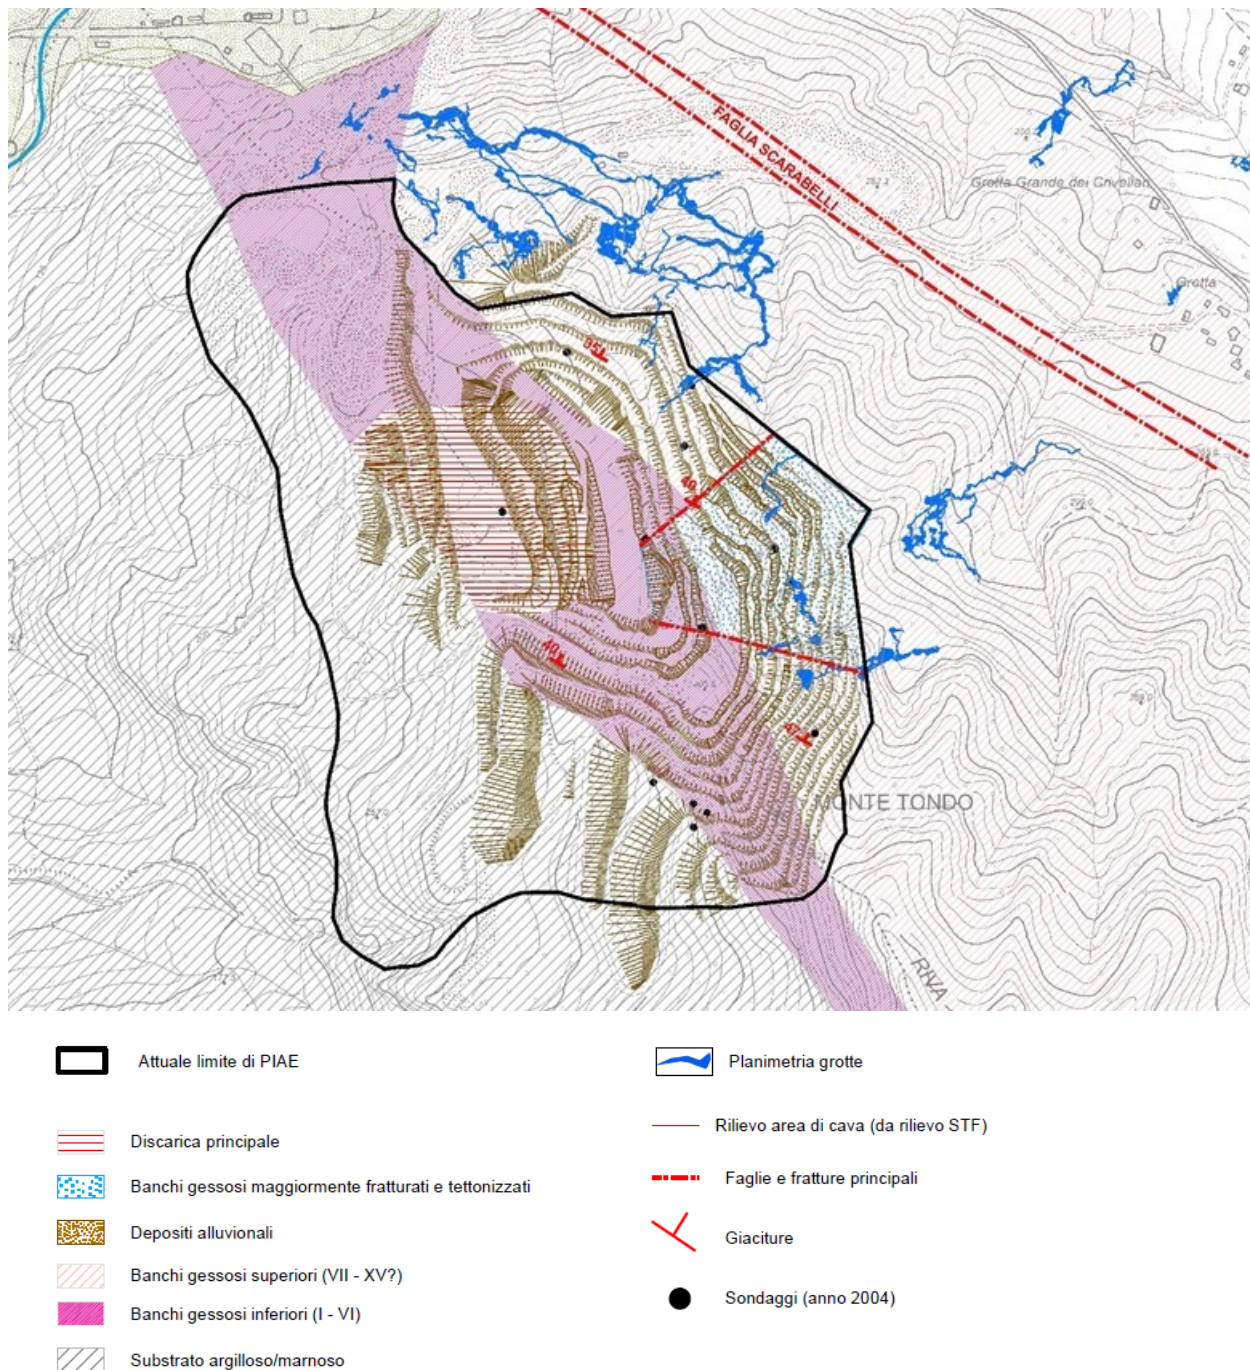 FAGLIA SCARABELLI
Grotta Grande dei Crivellari
Grotta
95
40
40
47
MONTE TONDO
RIVA
Attuale limite di PIAE
Planimetria grotte
Discarica principale
Rilievo area di cava (da rilievo STF)
Banchi gessosi maggiormente fratturati e tettonizzati
Faglie e fratture principali
Depositi alluvionali
Giaciture
Banchi gessosi superiori (VII - XV?)
Banchi gessosi inferiori (I - VI)
Sondaggi (anno 2004)
Substrato argilloso/marnoso